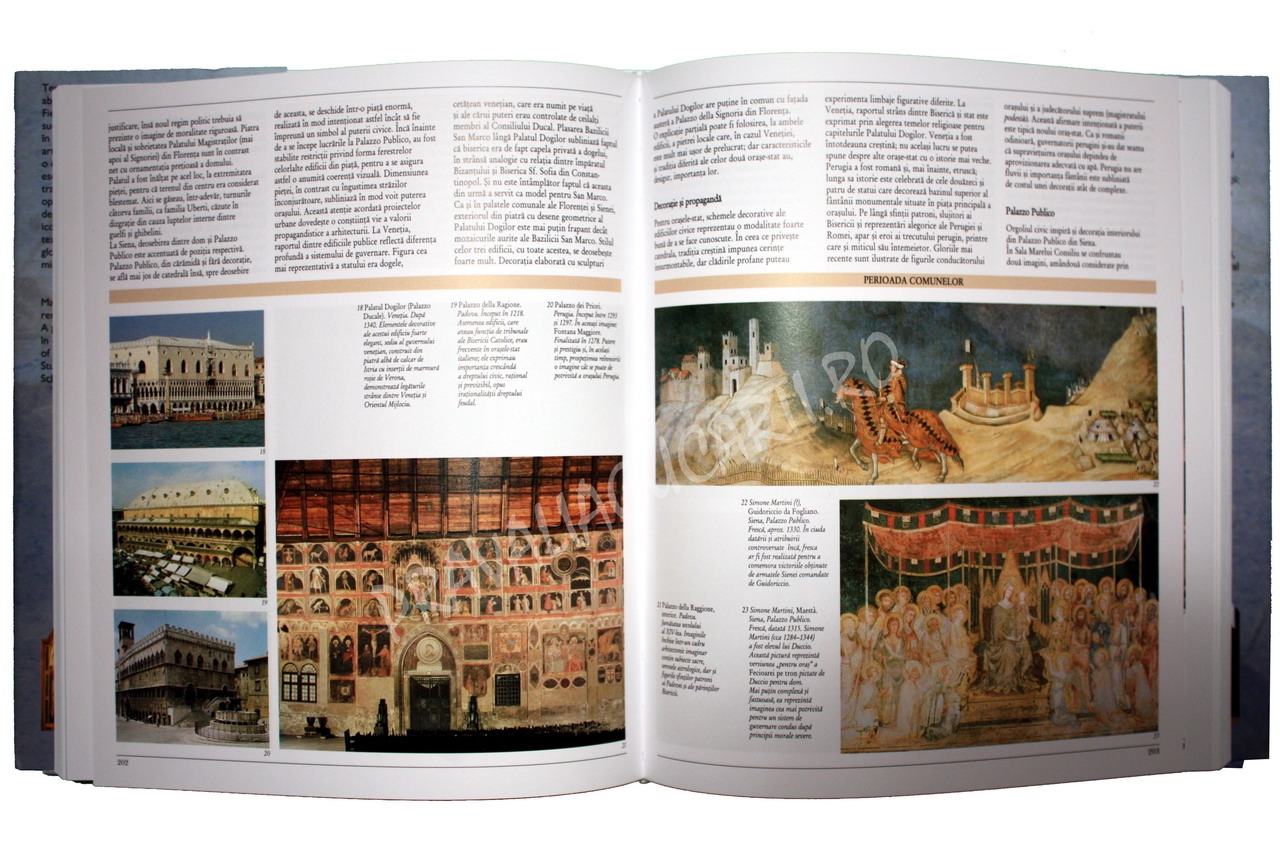 justificare, însă noul regim politic trebuia să
prezinte o imagine de moralitate riguroasă. Piatra
locală și sobrietatea Palatului Magistraților (mai
apoi al Signoriei) din Florența sunt în contrast
net cu ornamentația prețioasă a domului.
Palatul a fost înălțat pe acel loc, la extremitatea
pieței, pentru că terenul din centru era considerat
blestemat. Aici se găseau, într-adevăr, turnurile
câtorva familii, ca familia Uberti, căzute în
dizgrație din cauza luptelor interne dintre
guelfi și ghibelini.
La Siena, deosebirea dintre dom și Palazzo
Public este accentuată de poziția respectivă.
Palazzo Public, din cărămidă și fără decorație,
se află mai jos de catedrală însă, spre deosebire
de aceasta, se deschide într-o piață enormă,
realizată în mod intenționat astfel încât să fie
împreună un simbol al puterii civice. Încă înainte
de a se începe lucrările la Palazzo Public, au fost
stabilite restricții privind forma ferestrelor
celorlalte edificii din piață, pentru a se asigura
astfel o anumită coerență vizuală. Dimensiunea
pieței, în contrast cu îngustimea străzilor
înconjurătoare, subliniază în mod voit puterea
orașului. Această atenție acordată proiectelor
urbane dovedește o conștiință vie a valorii
propagandistice a arhitecturii. La Veneția,
raportul dintre edificiile publice reflectă diferența
profundă a sistemului de guvernare. Figura cea
mai reprezentativă a statului era dogele,
cetățean venețian, care era numit pe viață
și ale cărui puteri erau controlate de ceilalți
membri al Consiliului Ducal. Plasarea Bazilicii
San Marco lângă Palatul Dogilor subliniază faptul
că biserica era de fapt capela privată a dogelui,
în strânsă analogie cu relația dintre împăratul
Bizanțului și Biserica Sf. Sofia din Constan-
tinopol. Și nu este întâmplător faptul că aceasta
din urmă a servit ca model pentru San Marco.
Ca și în palatele comunale ale Florenței și Sienei,
exteriorul din piatră cu desene geometrice al
Palatului Dogilor este mai puțin frapant decât
mozaicurile aurite ale Bazilicii San Marco. Stilul
celor trei edificii, cu toate acestea, se deosebește
foarte mult. Decorația elaborată cu sculpturi
18 Palatul Dogilor (Palazzo
Ducale). Veneția. După
1340. Elementele decorative
ale acestui edificiu foarte
elegant, sediu al guvernului
venețian, construit din
piatră albă de calcar de
Istria cu inserții de marmură
roșie de Verona,
demonstrează legăturile
strânse dintre Veneția și
Orientul Mijlociu.
19 Palazzo della Ragione.
Padova. Început în 1218.
Asemenea edificii, care
aveau funcția de tribunale
ale Bisericii Catolice, erau
frecvente în orașele-stat
italiene; ele exprimau
importanța crescândă
a dreptului civic, rațional
și previzibil, opus
iraționalității dreptului
feudal.
20 Palazzo dei Priori.
Perugia. Început între 1293
și 1297. În aceeași imagine:
Fontana Maggiore.
Finalizată în 1278. Putere
și prestigiu și, în același
timp, prospețimea reînnoirii:
o imagine cât se poate de
potrivită a orașului Perugia.
18
19
20
21
202
a Palatului Dogilor are puține în comun cu fațada
austeră a Palazzo della Signoria din Florența.
O explicație parțială poate fi folosirea, la ambele
edificii, a pietrei locale care, în cazul Veneției,
este mult mai ușor de prelucrat; dar caracteristicile
și tradiția diferită ale celor două orașe-stat au,
desigur, importanța lor.
Decorație și propagandă
Pentru orașele-stat, schemele decorative ale
edificiilor civice reprezentau o modalitate foarte
bună de a se face cunoscute. În ceea ce privește
catedrala, tradiția creștină impunea cerințe
insurmontabile, dar clădirile profane puteau
experimenta limbaje figurative diferite. La
Veneția, raportul strâns dintre Biserică și stat este
exprimat prin alegerea temelor religioase pentru
capitelurile Palatului Dogilor. Veneția a fost
întotdeauna creștină; nu același lucru se putea
spune despre alte orașe-stat cu o istorie mai veche.
Perugia a fost romană și, mai înainte, etruscă;
lunga sa istorie este celebrată de cele douăzeci și
patru de statui care decorează bazinul superior al
fântânii monumentale situate în piața principală a
orașului. Pe lângă sfinții patroni, slujitori ai
Bisericii și reprezentări alegorice ale Perugiei și
Romei, apar și eroi ai trecutului perugin, printre
care și miticul său întemeietor. Gloriile mai
recente sunt ilustrate de figurile conducătorului
orașului și a judecătorului suprem (magistratului
podestà). Această afirmare intenționată a puterii
este tipică noului oraș-stat. Ca și romanii
odinioară, guvernatorii perugini și-au dat seama
că supraviețuirea orașului depindea de
aprovizionarea adecvată cu apă. Perugia nu are
fluvii și importanța fântânii este subliniată
de costul unei decorații atât de complexe.
Palazzo Publico
Orgoliul civic inspiră și decorația interiorului
din Palazzo Public din Siena.
În Sala Marelui Consiliu se confruntau
două imagini, amândouă considerate prin
PERIOADA COMUNELOR
22
22 Simone Martini (?),
Guidoriccio da Fogliano.
Siena, Palazzo Publico.
Frescă, aprox. 1330. În ciuda
datării și atribuirii
controversate încă, fresca
ar fi fost realizată pentru a
comemora victoriile obținute
de armatele Sienei comandate
de Guidoriccio.
21 Palazzo della Raggione,
interior. Padova.
Jumătatea secolului
al XIV-lea. Imaginile
închise într-un cadru
arhitectonic imaginar
conțin subiecte sacre,
semnele astrologice, dar și
figurile sfinților patroni
ai Padovei și ale părinților
Bisericii.
23 Simone Martini, Maestà.
Siena, Palazzo Publico.
Frescă, datată 1315. Simone
Martini (cca 1284–1344)
a fost elevul lui Duccio.
Această pictură reprezintă
versiunea „pentru oraș” a
Fecioarei pe tron pictate de
Duccio pentru dom.
Mai puțin complexă și
fastuoasă, ea reprezintă
imaginea cea mai potrivită
pentru un sistem de
guvernare condus după
principii morale severe.
23
203